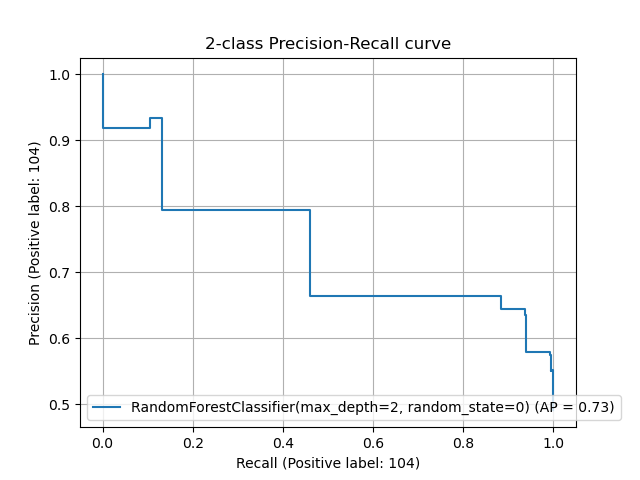 2-class Precision-Recall curve
Precision (Positive label: 104)
1.0
0.9
0.8
0.7
0.6
0.5
RandomForestClassifier(max_depth=2, random_state=0) (AP = 0.73)
0.0 0.2 0.4 0.6 0.8 1.0
Recall (Positive label: 104)